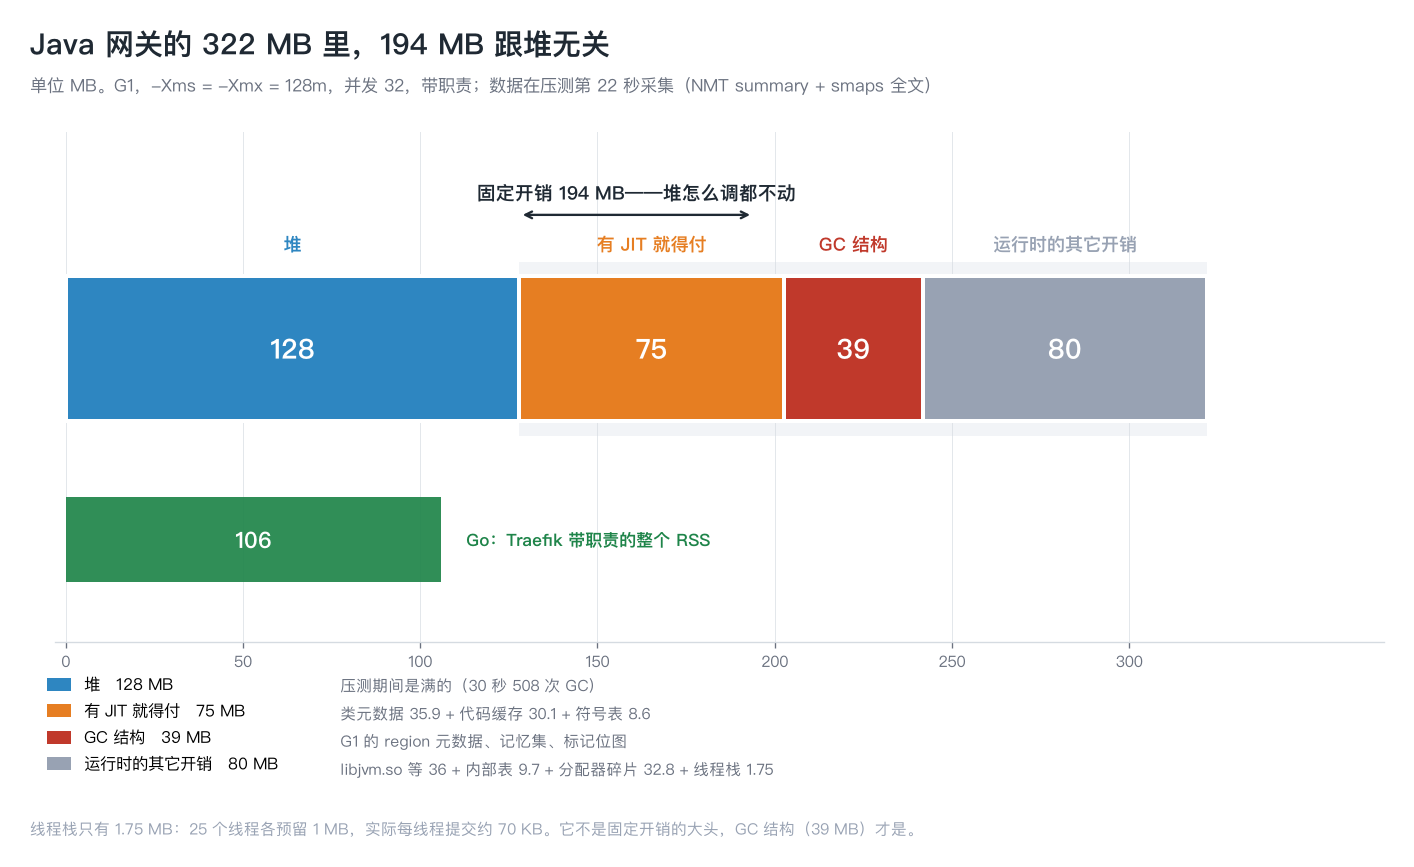 Java 网关的 322 MB 里，194 MB 跟堆无关
单位 MB。G1，–Xms = –Xmx = 128m，并发 32，带职责；数据在压测第 22 秒采集（NMT summary + smaps 全文）
固定开销 194 MB——堆怎么调都不动
堆 有 JIT 就得付 GC 结构 运行时的其它开销
128 75 39 80
106 Go：Traefik 带职责的整个 RSS
0 50 100 150 200 250 300
堆 128 MB 压测期间是满的（30 秒 508 次 GC）
有 JIT 就得付 75 MB 类元数据 35.9 + 代码缓存 30.1 + 符号表 8.6
GC 结构 39 MB G1 的 region 元数据、记忆集、标记位图
运行时的其它开销 80 MB libjvm.so 等 36 + 内部表 9.7 + 分配器碎片 32.8 + 线程栈 1.75
线程栈只有 1.75 MB：25 个线程各预留 1 MB，实际每线程提交约 70 KB。它不是固定开销的大头，GC 结构（39 MB）才是。